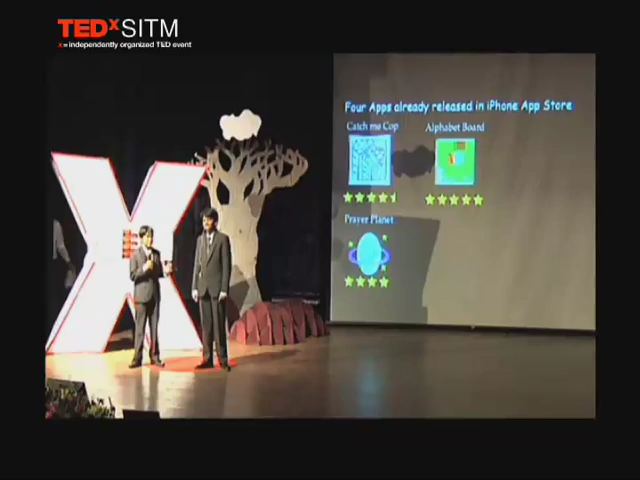 TEDxSITM
x = independently organized TED event
Four Apps already released in iPhone App Store
Catch me Cop
Alphabet Board
Prayer Planet